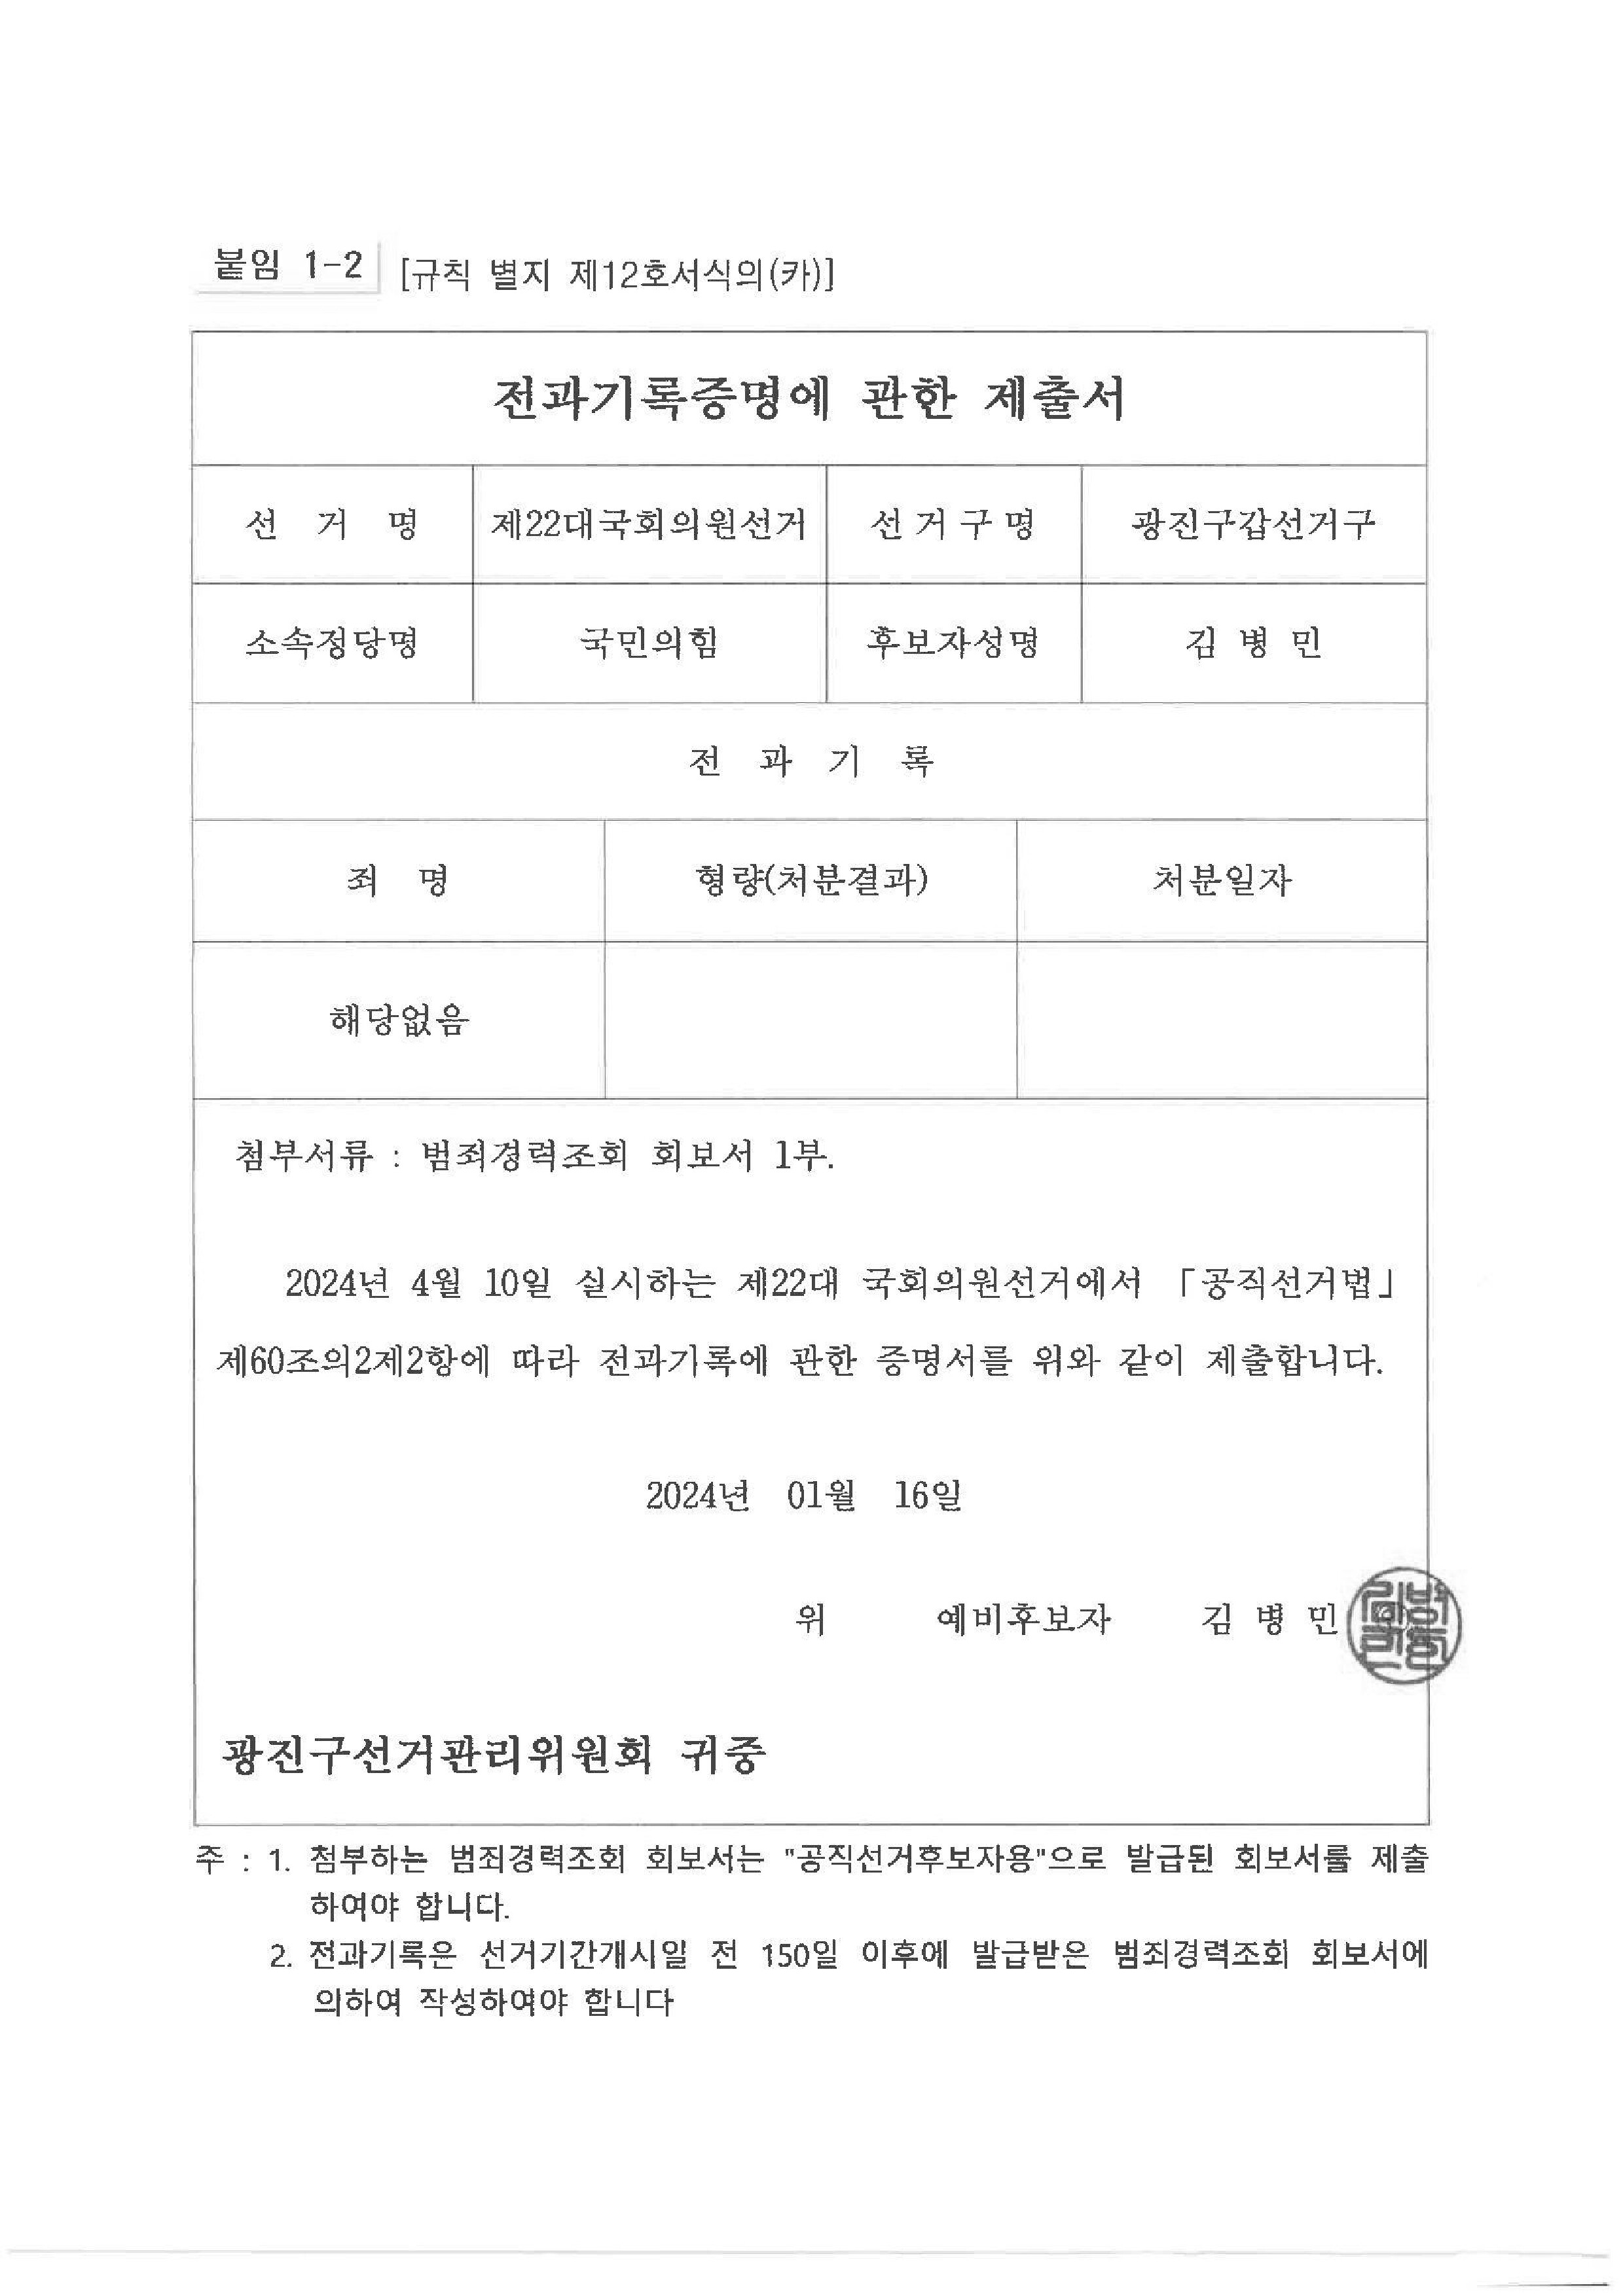 붙임 1-2 [규칙 별지 제12호서식의(카)]
전과기록증명에 관한 제출서
선 거 명 제22대국회의원선거 선거구명 광진구갑선거구
소속정당명 국민의힘 후보자성명 김 병 민
전 과 기 록
죄 명 형량(처분결과) 처분일자
해당없음
첨부서류 : 범죄경력조회 회보서 1부.
2024년 4월 10일 실시하는 제22대 국회의원선거에서 「공직선거법」
제60조의2제2항에 따라 전과기록에 관한 증명서를 위와 같이 제출합니다.
2024년 01월 16일
위 예비후보자 김 병 민
광진구선거관리위원회 귀중
주 : 1. 첨부하는 범죄경력조회 회보서는 "공직선거후보자용"으로 발급된 회보서를 제출
하여야 합니다.
2. 전과기록은 선거기간개시일 전 150일 이후에 발급받은 범죄경력조회 회보서에
의하여 작성하여야 합니다